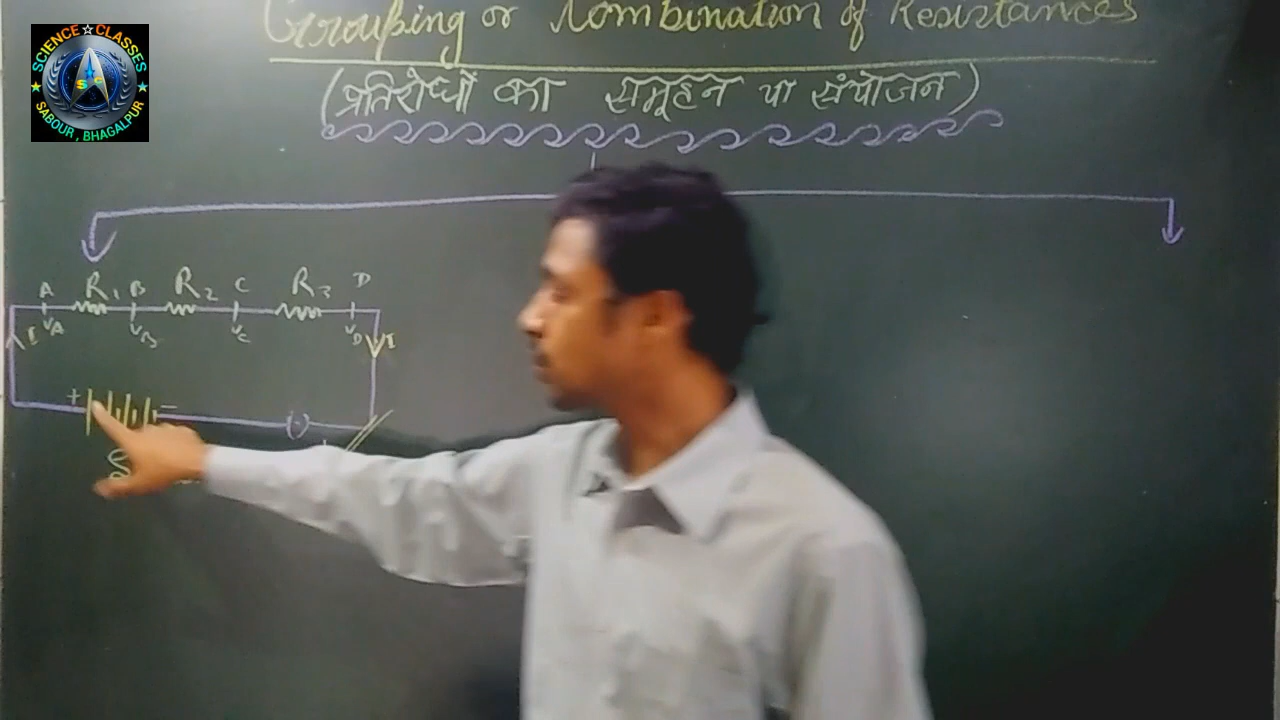 SCIENCE★CLASSES
SABOUR, BHAGALPUR
Grouping or Combination of Resistances
(प्रतिरोधों का समूहन या संयोजन)
A R1 B R2 C R3 D
I VA VB VC VD I
+ −
( )